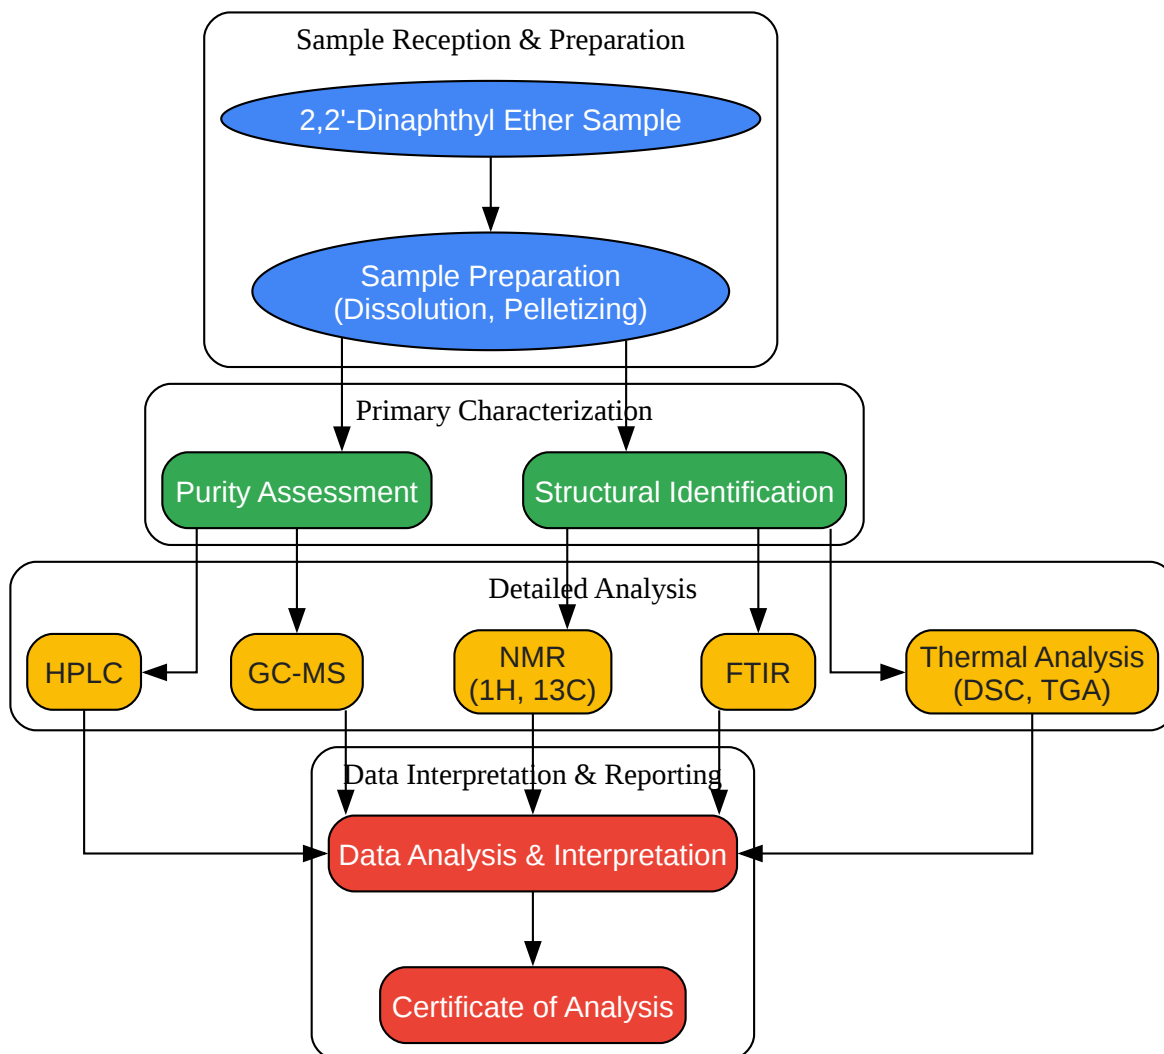 Sample Reception & Preparation
2,2'-Dinaphthyl Ether Sample
Sample Preparation
(Dissolution, Pelletizing)
Primary Characterization
Purity Assessment
Structural Identification
Detailed Analysis
HPLC
GC-MS
NMR
(1H, 13C)
FTIR
Thermal Analysis
(DSC, TGA)
Data Interpretation & Reporting
Data Analysis & Interpretation
Certificate of Analysis